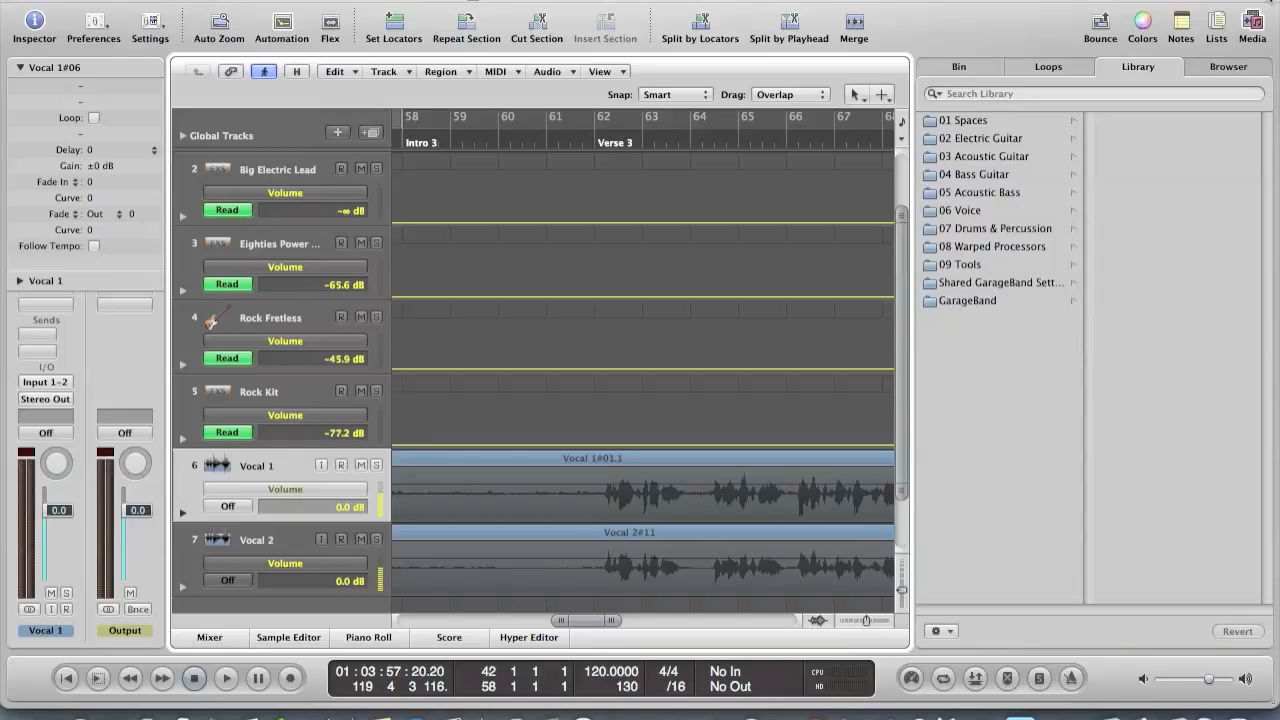 Inspector Preferences Settings Auto Zoom Automation Flex Set Locators Repeat Section Cut Section Insert Section Split by Locators Split by Playhead Merge Bounce Colors Notes Lists Media
Vocal 1#06
Edit Track Region MIDI Audio View
Bin Loops Library Browser
Snap: Smart Drag: Overlap
Search Library
-
-
Loop:
-
Delay: 0
Gain: ±0 dB
Fade In : 0
Curve: 0
Fade : Out 0
Curve: 0
Follow Tempo:
Vocal 1
Sends
I/O
Input 1-2
Stereo Out
Off Off
0.0 0.0
M S M
I R Bnce
Vocal 1 Output
H
Global Tracks
58 59 60 61 62 63 64 65 66 67 68
Intro 3 Verse 3
2 EXS Big Electric Lead R M S
Volume
Read -∞ dB
3 EXS Eighties Power ... R M S
Volume
Read -65.6 dB
4 Rock Fretless R M S
Volume
Read -45.9 dB
5 EXS Rock Kit R M S
Volume
Read -77.2 dB
6 Vocal 1 I R M S
Volume
Off 0.0 dB
Vocal 1#01.1
7 Vocal 2 I R M S
Volume
Off 0.0 dB
Vocal 2#11
01 Spaces
02 Electric Guitar
03 Acoustic Guitar
04 Bass Guitar
05 Acoustic Bass
06 Voice
07 Drums & Percussion
08 Warped Processors
09 Tools
Shared GarageBand Sett...
GarageBand
Revert
Mixer Sample Editor Piano Roll Score Hyper Editor
01 : 03 : 57 : 20.20 42 1 1 1 120.0000 4/4 No In CPU
119 4 3 116. 58 1 1 1 130 /16 No Out HD
S